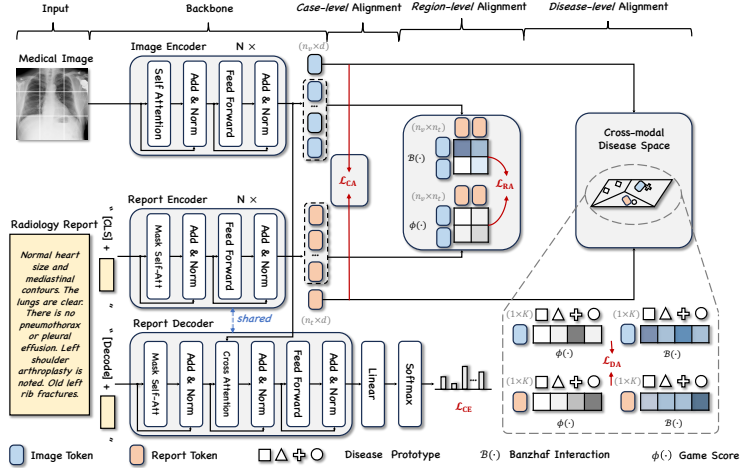 Input Backbone Case-level Alignment Region-level Alignment Disease-level Alignment
Medical Image
Image Encoder N ×
Self Attention
Add & Norm
Feed Forward
Add & Norm
(nᵥ×d)
...
ℒCA
(nᵥ×nₜ)
ℬ(·)
ℒRA
(nᵥ×nₜ)
ϕ(·)
Cross-modal
Disease Space
Report Encoder N ×
Mask Self-Att
Add & Norm
Feed Forward
Add & Norm
...
(nₜ×d)
Radiology Report
Normal heart
size and
mediastinal
contours. The
lungs are clear.
There is no
pneumothorax
or pleural
effusion. Left
shoulder
arthroplasty is
noted. Old left
rib fractures.
"[CLS] + "
"[Decode] + "
shared
Report Decoder
Mask Self-Att
Add & Norm
Cross Attention
Add & Norm
Feed Forward
Add & Norm
Linear
Softmax
...
ℒCE
(1×K) (1×K)
ϕ(·) ℬ(·)
ℒDA
(1×K) (1×K)
ϕ(·) ℬ(·)
Image Token Report Token Disease Prototype ℬ(·) Banzhaf Interaction ϕ(·) Game Score